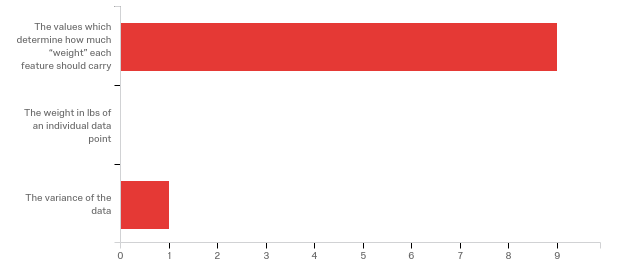 The values which
determine how much
“weight” each
feature should carry
The weight in lbs of
an individual data
point
The variance of the
data
0 1 2 3 4 5 6 7 8 9